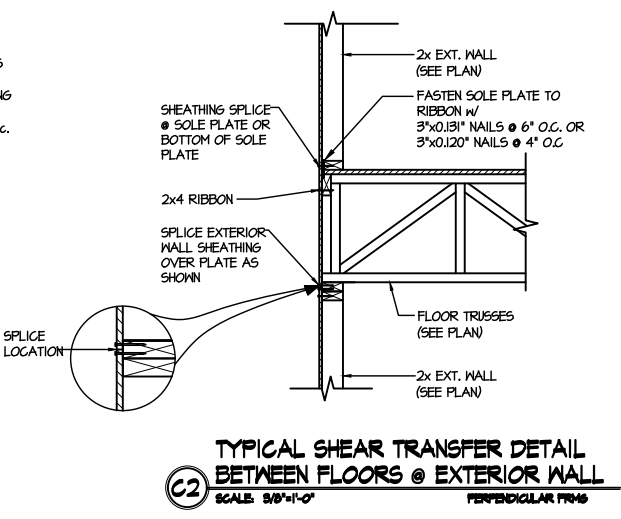 S
NG
C.
2x EXT. WALL
(SEE PLAN)
FASTEN SOLE PLATE TO
RIBBON W/
3"x0.131" NAILS @ 6" O.C. OR
3"x0.120" NAILS @ 4" O.C
SHEATHING SPLICE
@ SOLE PLATE OR
BOTTOM OF SOLE
PLATE
2x4 RIBBON
SPLICE EXTERIOR
WALL SHEATHING
OVER PLATE AS
SHOWN
SPLICE
LOCATION
FLOOR TRUSSES
(SEE PLAN)
2x EXT. WALL
(SEE PLAN)
C2
TYPICAL SHEAR TRANSFER DETAIL
BETWEEN FLOORS @ EXTERIOR WALL
SCALE: 3/8"=1'-0"
PERPENDICULAR FRMG